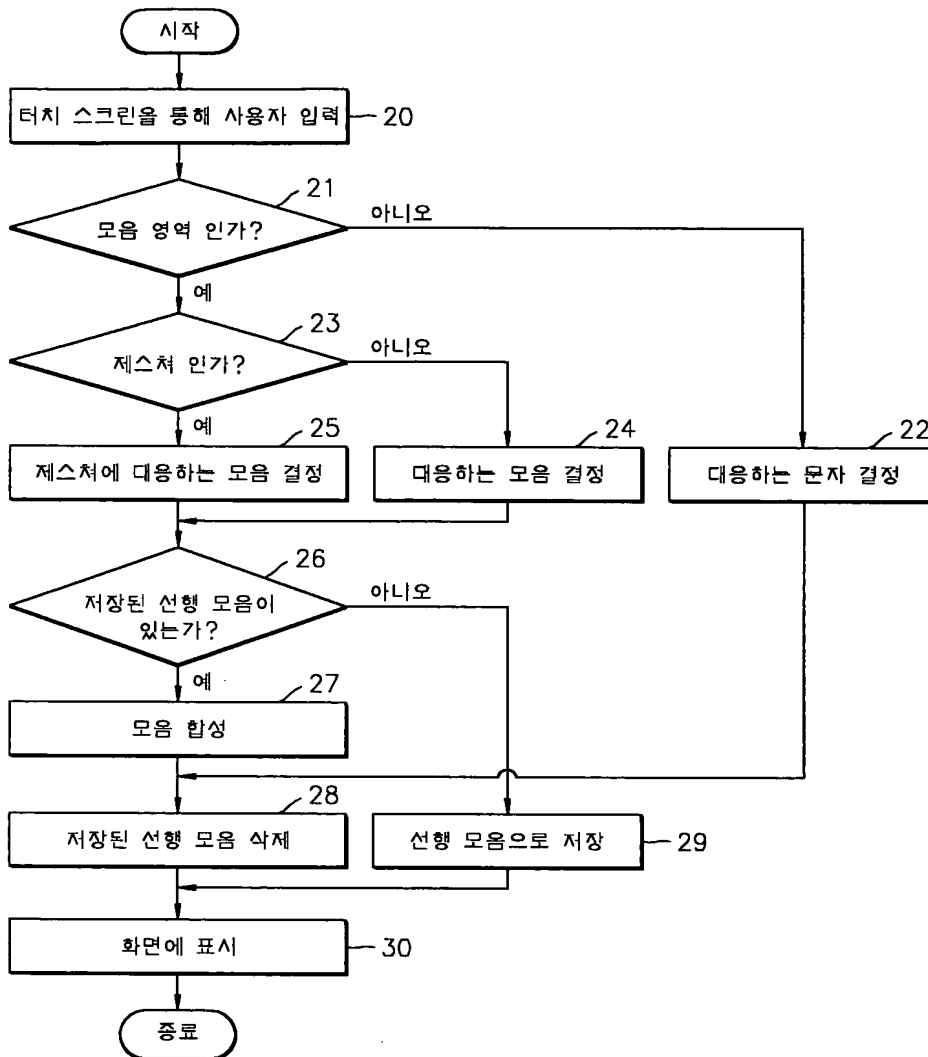 시작
터치 스크린을 통해 사용자 입력
20
21
모음 영역 인가?
아니오
예
23
제스쳐 인가?
아니오
예
25
제스쳐에 대응하는 모음 결정
24
대응하는 모음 결정
22
대응하는 문자 결정
26
저장된 선행 모음이
있는가?
아니오
예
27
모음 합성
28
저장된 선행 모음 삭제
선행 모음으로 저장
29
화면에 표시
30
종료